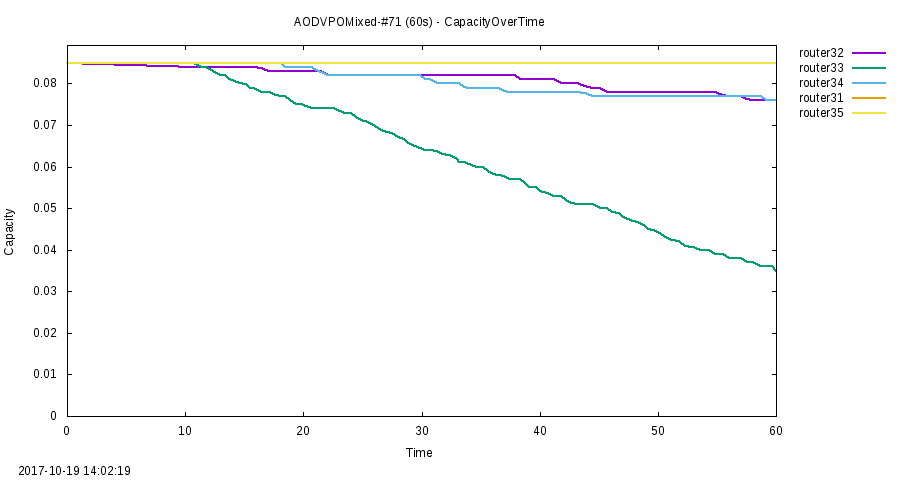 AODVPOMixed-#71 (60s) - CapacityOverTime
router32
router33
router34
router31
router35
0.08
0.07
0.06
0.05
0.04
0.03
0.02
0.01
0
Capacity
0 10 20 30 40 50 60
Time
2017-10-19 14:02:19